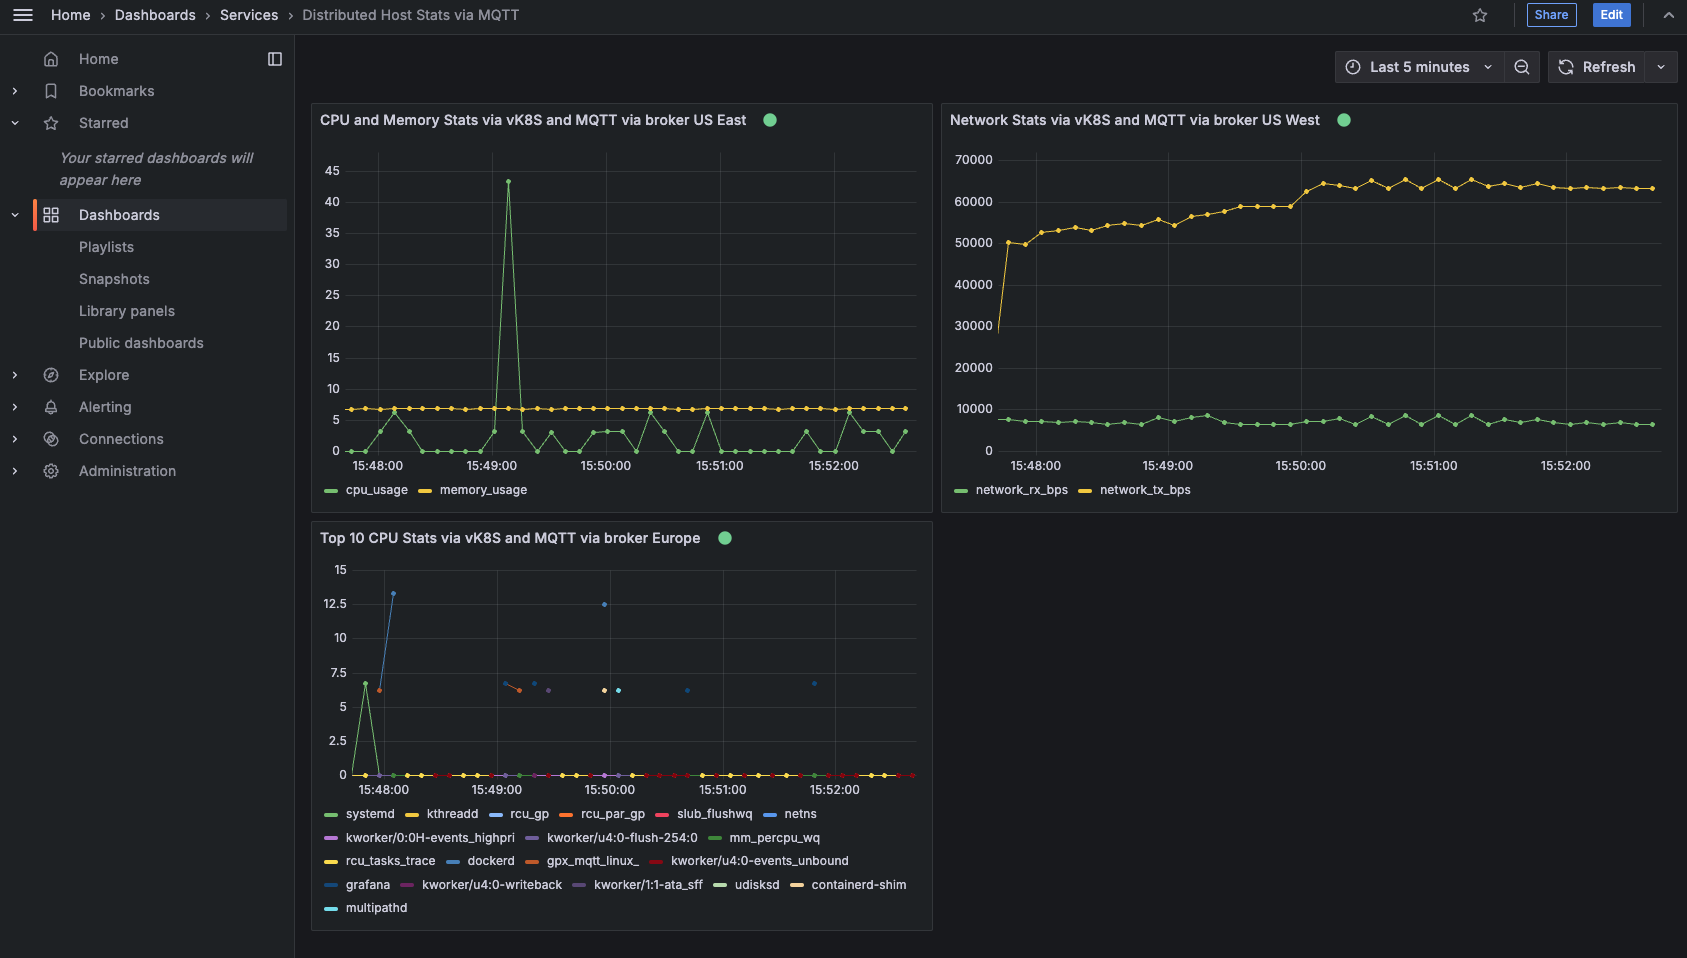 Home › Dashboards › Services › Distributed Host Stats via MQTT
Share
Edit
Home
Bookmarks
Starred
Your starred dashboards will
appear here
Dashboards
Playlists
Snapshots
Library panels
Public dashboards
Explore
Alerting
Connections
Administration
Last 5 minutes
Refresh
CPU and Memory Stats via vK8S and MQTT via broker US East
45
40
35
30
25
20
15
10
5
0
15:48:00 15:49:00 15:50:00 15:51:00 15:52:00
cpu_usage memory_usage
Network Stats via vK8S and MQTT via broker US West
70000
60000
50000
40000
30000
20000
10000
0
15:48:00 15:49:00 15:50:00 15:51:00 15:52:00
network_rx_bps network_tx_bps
Top 10 CPU Stats via vK8S and MQTT via broker Europe
15
12.5
10
7.5
5
2.5
0
15:48:00 15:49:00 15:50:00 15:51:00 15:52:00
systemd kthreadd rcu_gp rcu_par_gp slub_flushwq netns
kworker/0:0H-events_highpri kworker/u4:0-flush-254:0 mm_percpu_wq
rcu_tasks_trace dockerd gpx_mqtt_linux_ kworker/u4:0-events_unbound
grafana kworker/u4:0-writeback kworker/1:1-ata_sff udisksd containerd-shim
multipathd